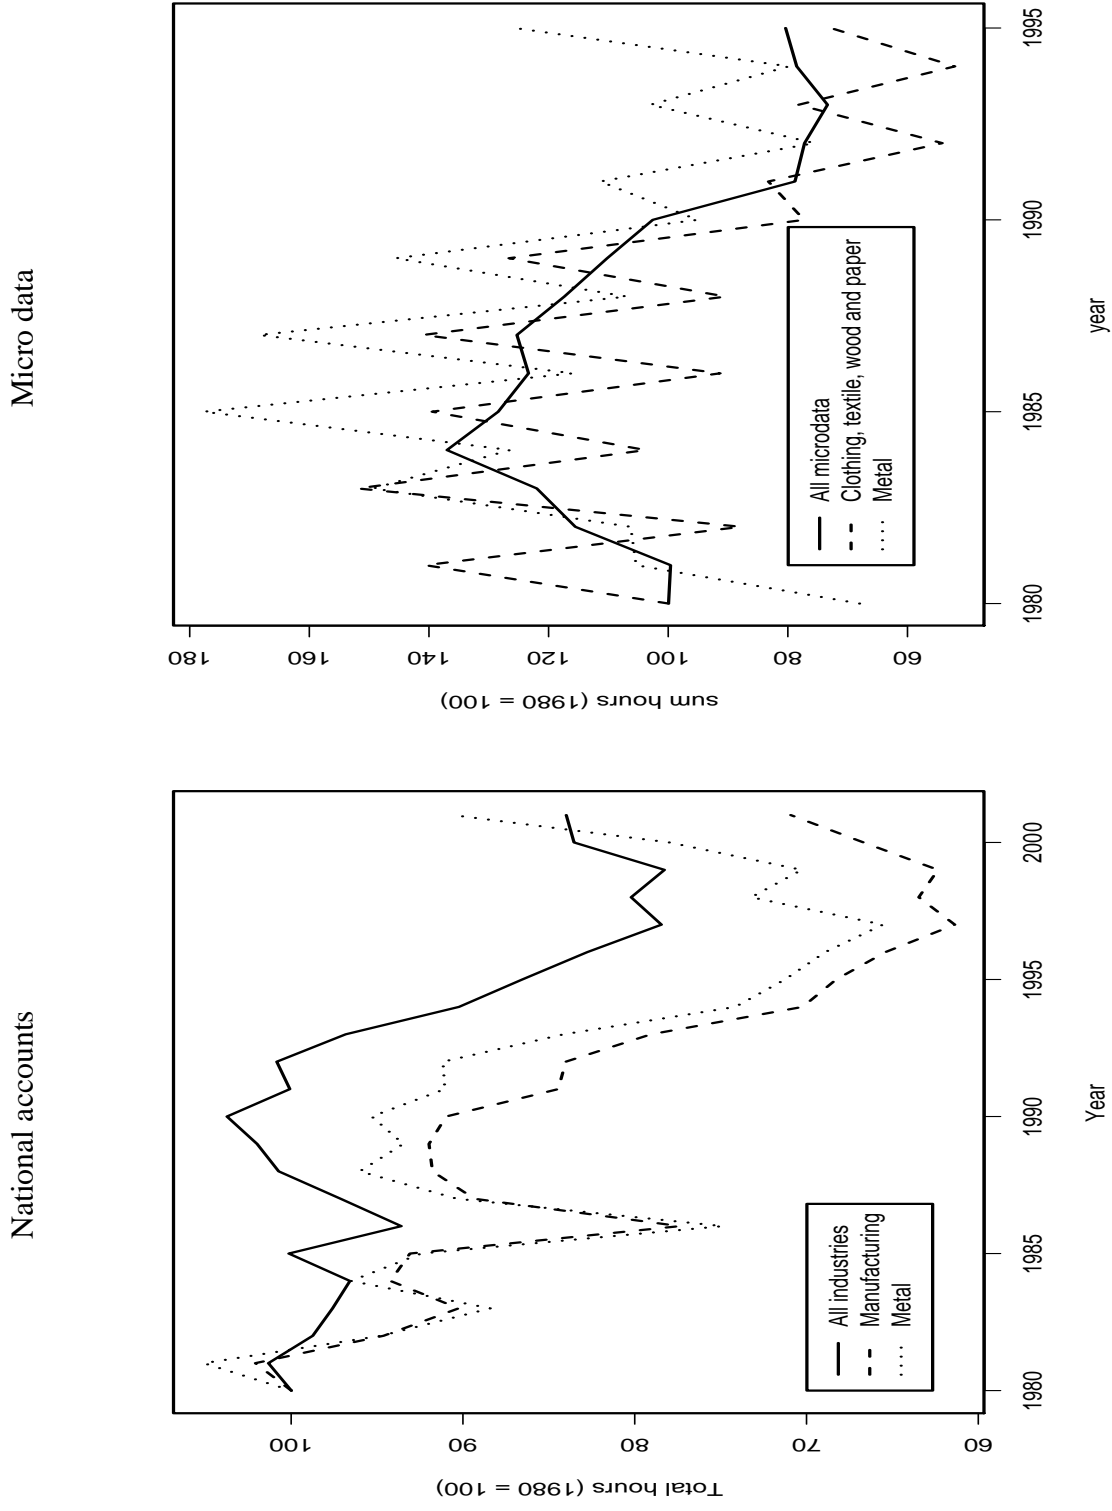 National accounts
Total hours (1980 = 100)
60
70
80
90
100
1980
1985
1990
1995
2000
Year
All industries
Manufacturing
Metal
Micro data
sum hours (1980 = 100)
60
80
100
120
140
160
180
1980
1985
1990
1995
year
All microdata
Clothing, textile, wood and paper
Metal